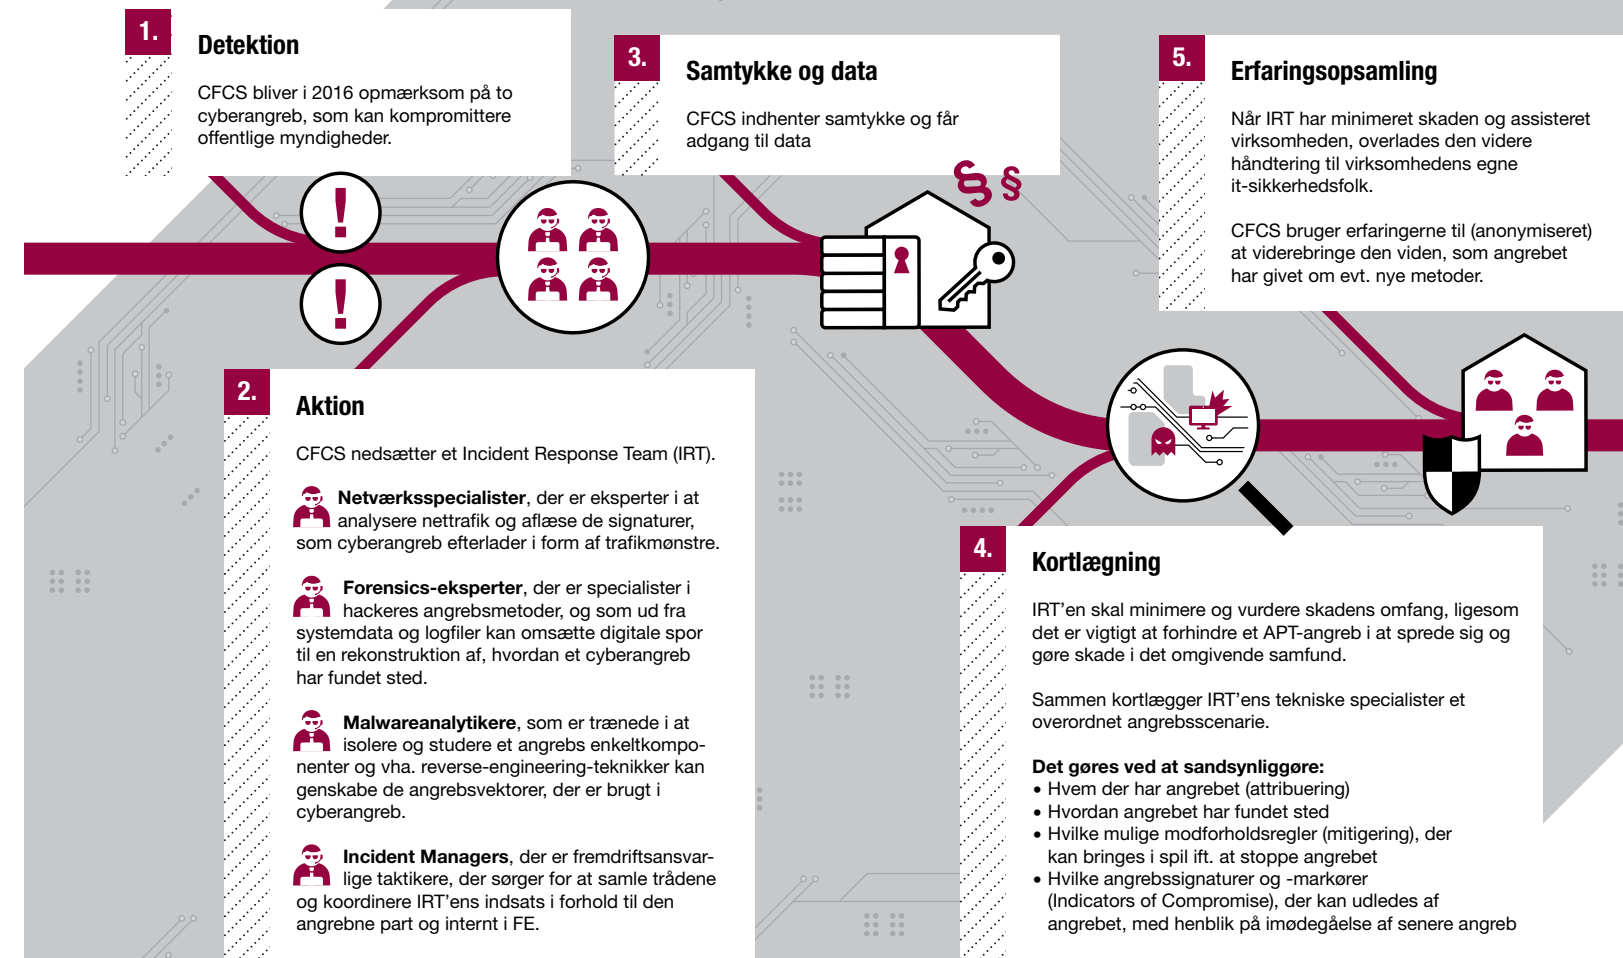 1.
Detektion
CFCS bliver i 2016 opmærksom på to
cyberangreb, som kan kompromittere
offentlige myndigheder.
!
!
2.
Aktion
CFCS nedsætter et Incident Response Team (IRT).
Netværksspecialister, der er eksperter i at
analysere nettrafik og aflæse de signaturer,
som cyberangreb efterlader i form af trafikmønstre.
Forensics-eksperter, der er specialister i
hackeres angrebsmetoder, og som ud fra
systemdata og logfiler kan omsætte digitale spor
til en rekonstruktion af, hvordan et cyberangreb
har fundet sted.
Malwareanalytikere, som er trænede i at
isolere og studere et angrebs enkeltkompo-
nenter og vha. reverse-engineering-teknikker kan
genskabe de angrebsvektorer, der er brugt i
cyberangreb.
Incident Managers, der er fremdriftsansvar-
lige taktikere, der sørger for at samle trådene
og koordinere IRT'ens indsats i forhold til den
angrebne part og internt i FE.
3.
Samtykke og data
CFCS indhenter samtykke og får
adgang til data
§ §
4.
Kortlægning
IRT'en skal minimere og vurdere skadens omfang, ligesom
det er vigtigt at forhindre et APT-angreb i at sprede sig og
gøre skade i det omgivende samfund.
Sammen kortlægger IRT'ens tekniske specialister et
overordnet angrebsscenarie.
Det gøres ved at sandsynliggøre:
• Hvem der har angrebet (attribuering)
• Hvordan angrebet har fundet sted
• Hvilke mulige modforholdsregler (mitigering), der
kan bringes i spil ift. at stoppe angrebet
• Hvilke angrebssignaturer og -markører
(Indicators of Compromise), der kan udledes af
angrebet, med henblik på imødegåelse af senere angreb
5.
Erfaringsopsamling
Når IRT har minimeret skaden og assisteret
virksomheden, overlades den videre
håndtering til virksomhedens egne
it-sikkerhedsfolk.
CFCS bruger erfaringerne til (anonymiseret)
at viderebringe den viden, som angrebet
har givet om evt. nye metoder.